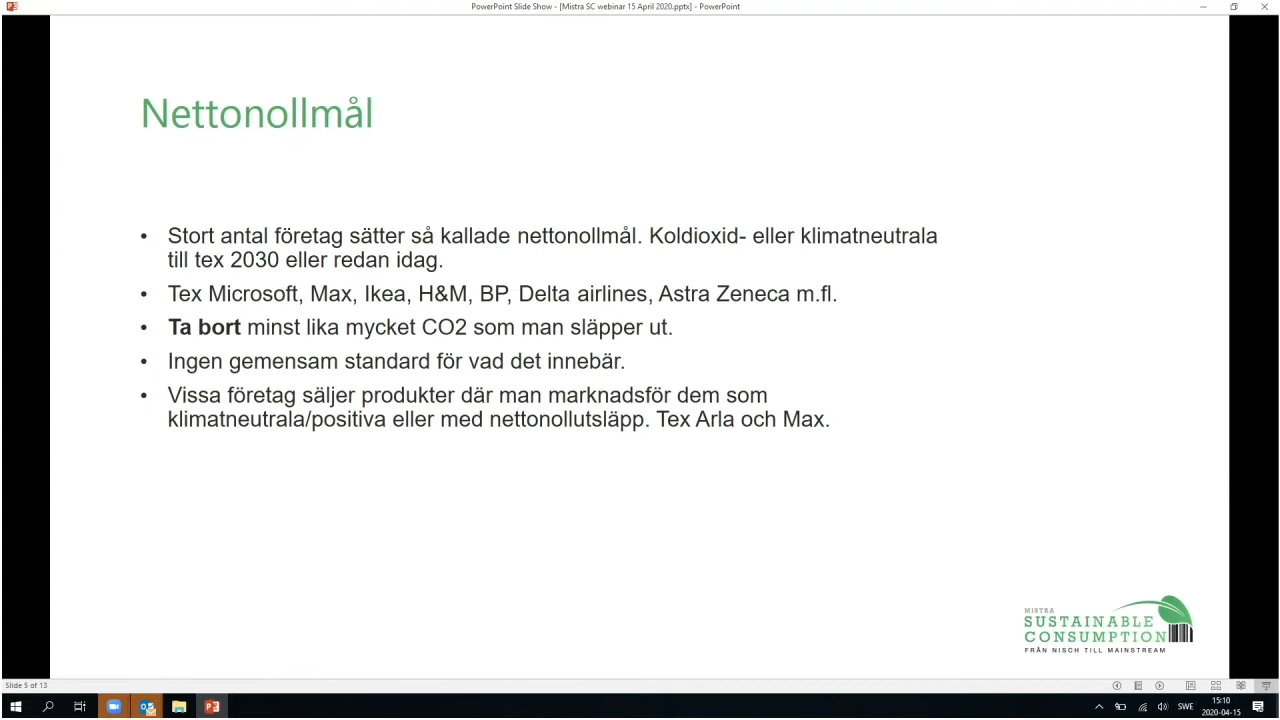 PowerPoint Slide Show - [Mistra SC webinar 15 April 2020.pptx] - PowerPoint
Nettonollmål
• Stort antal företag sätter så kallade nettonollmål. Koldioxid- eller klimatneutrala
till tex 2030 eller redan idag.
• Tex Microsoft, Max, Ikea, H&M, BP, Delta airlines, Astra Zeneca m.fl.
• Ta bort minst lika mycket CO2 som man släpper ut.
• Ingen gemensam standard för vad det innebär.
• Vissa företag säljer produkter där man marknadsför dem som
klimatneutrala/positiva eller med nettonollutsläpp. Tex Arla och Max.
MISTRA
SUSTAINABLE
CONSUMPTION
FRÅN NISCH TILL MAINSTREAM
Slide 5 of 13
SWE
15:10
2020-04-15